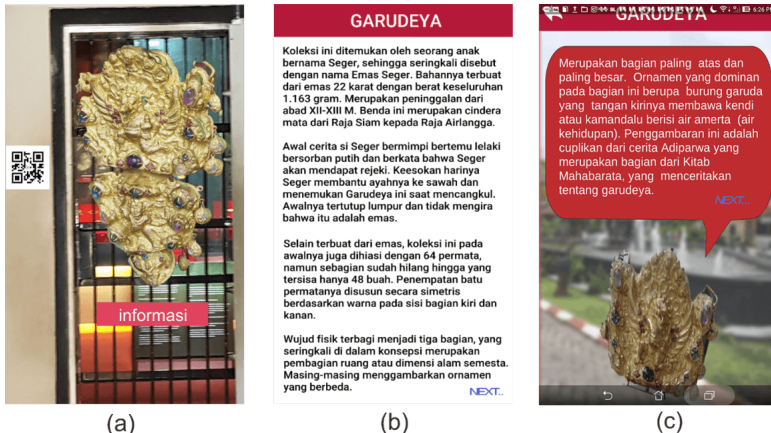 informasi
(a)
GARUDEYA
Koleksi ini ditemukan oleh seorang anak
bernama Seger, sehingga seringkali disebut
dengan nama Emas Seger. Bahannya terbuat
dari emas 22 karat dengan berat keseluruhan
1.163 gram. Merupakan peninggalan dari
abad XII-XIII M. Benda ini merupakan cindera
mata dari Raja Siam kepada Raja Airlangga.
Awal cerita si Seger bermimpi bertemu lelaki
bersorban putih dan berkata bahwa Seger
akan mendapat rejeki. Keesokan harinya
Seger membantu ayahnya ke sawah dan
menemukan Garudeya ini saat mencangkul.
Awalnya tertutup lumpur dan tidak mengira
bahwa itu adalah emas.
Selain terbuat dari emas, koleksi ini pada
awalnya juga dihiasi dengan 64 permata,
namun sebagian sudah hilang hingga yang
tersisa hanya 48 buah. Penempatan batu
permatanya disusun secara simetris
berdasarkan warna pada sisi bagian kiri dan
kanan.
Wujud fisik terbagi menjadi tiga bagian, yang
seringkali di dalam konsepsi merupakan
pembagian ruang atau dimensi alam semesta.
Masing-masing menggambarkan ornamen
yang berbeda.
NEXT..
(b)
6:26 PM
GARUDEYA
Merupakan bagian paling atas dan
paling besar. Ornamen yang dominan
pada bagian ini berupa burung garuda
yang tangan kirinya membawa kendi
atau kamandalu berisi air amerta (air
kehidupan). Penggambaran ini adalah
cuplikan dari cerita Adiparwa yang
merupakan bagian dari Kitab
Mahabarata, yang menceritakan
tentang garudeya.
NEXT...
(c)